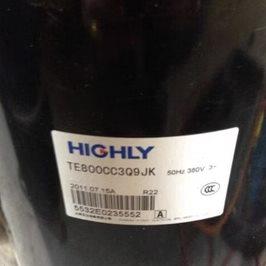 HIGHLY
TE800CC3Q9JK 50Hz 380V 3~
2011.07.15A R22
5532E0235552
A